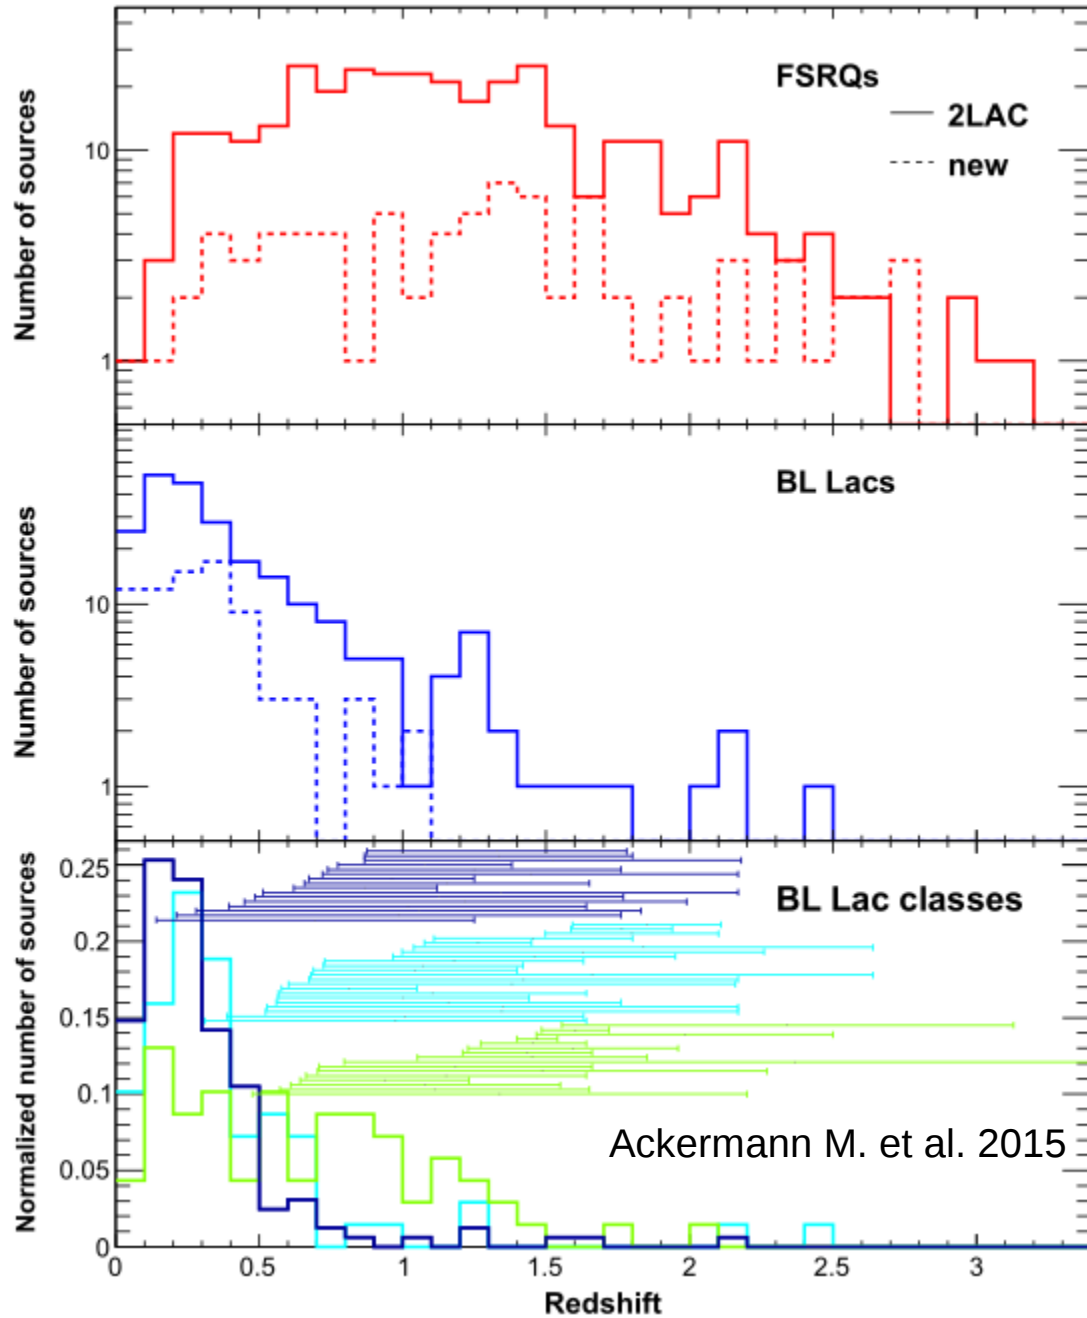 FSRQs
2LAC
new
Number of sources
10
1
BL Lacs
Number of sources
10
1
BL Lac classes
Normalized number of sources
0.25
0.2
0.15
0.1
0.05
0
Ackermann M. et al. 2015
0 0.5 1 1.5 2 2.5 3
Redshift